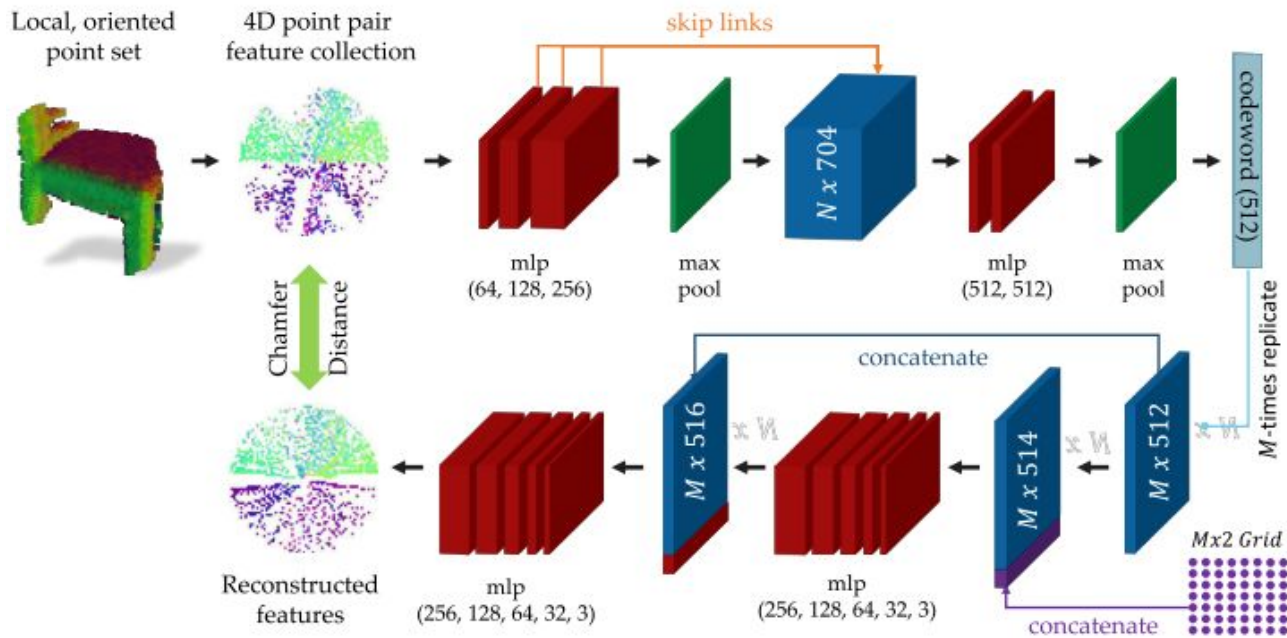 Local, oriented
point set
4D point pair
feature collection
skip links
N x 704
codeword (512)
mlp
(64, 128, 256)
max
pool
mlp
(512, 512)
max
pool
Chamfer
Distance
M-times replicate
concatenate
M x 516
M x 514
M x 512
N x
N x
N x
Mx2 Grid
Reconstructed
features
mlp
(256, 128, 64, 32, 3)
mlp
(256, 128, 64, 32, 3)
concatenate